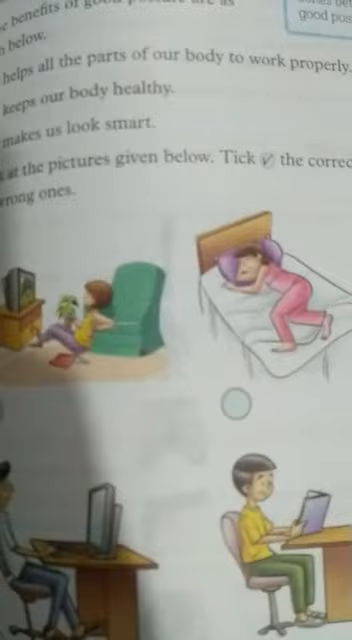 benefits of good posture are as
good pos
below.
helps all the parts of our body to work properly.
keeps our body healthy.
makes us look smart.
at the pictures given below. Tick ✓ the correc
wrong ones.